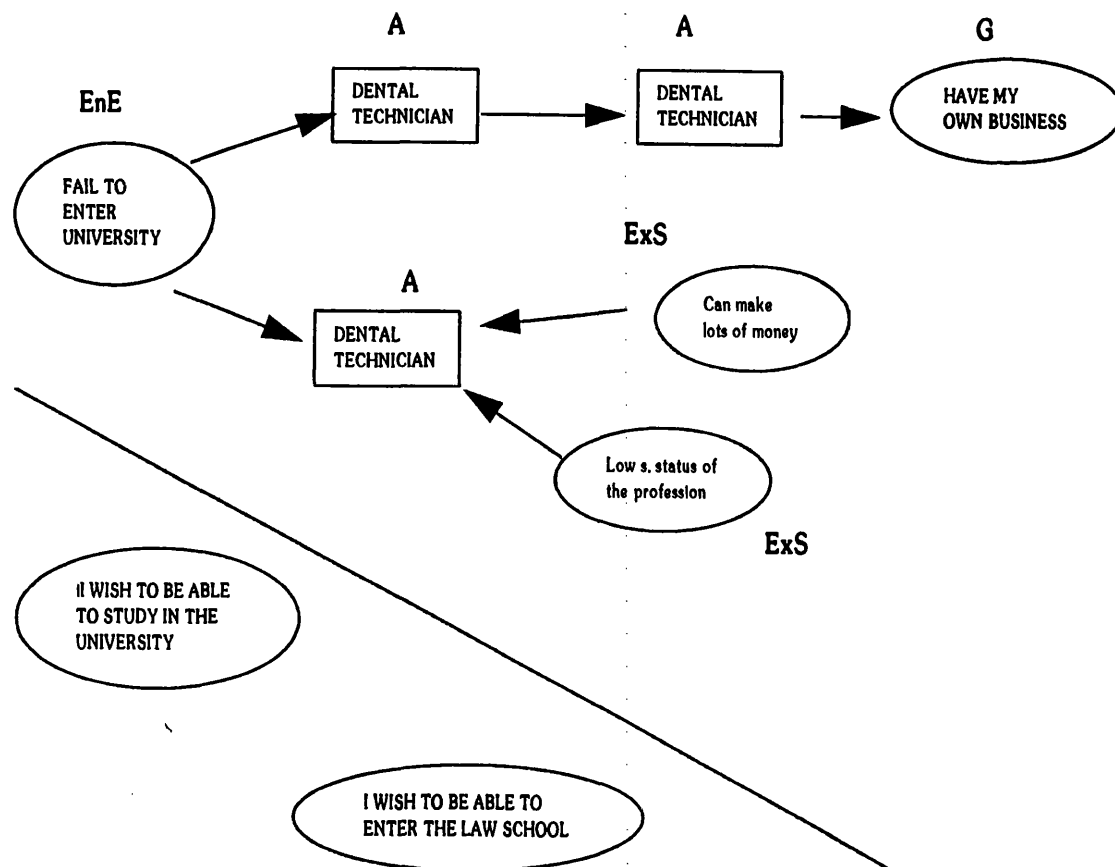 A
A
G
EnE
DENTAL
TECHNICIAN
DENTAL
TECHNICIAN
HAVE MY
OWN BUSINESS
FAIL TO
ENTER
UNIVERSITY
ExS
A
Can make
lots of money
DENTAL
TECHNICIAN
Low s. status of
the profession
ExS
I WISH TO BE ABLE
TO STUDY IN THE
UNIVERSITY
I WISH TO BE ABLE TO
ENTER THE LAW SCHOOL